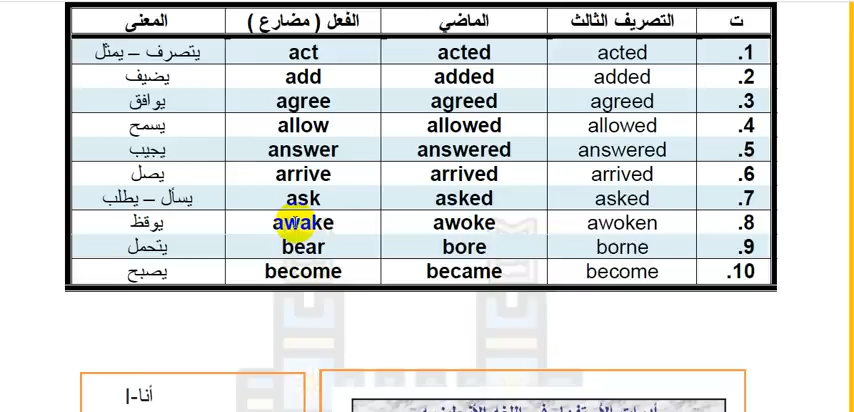 ت التصريف الثالث الماضي الفعل ( مضارع ) المعنى
.1 acted acted act يتصرف – يمثل
.2 added added add يضيف
.3 agreed agreed agree يوافق
.4 allowed allowed allow يسمح
.5 answered answered answer يجيب
.6 arrived arrived arrive يصل
.7 asked asked ask يسأل – يطلب
.8 awoken awoke awake يوقظ
.9 borne bore bear يتحمل
.10 become became become يصبح
أنا-I